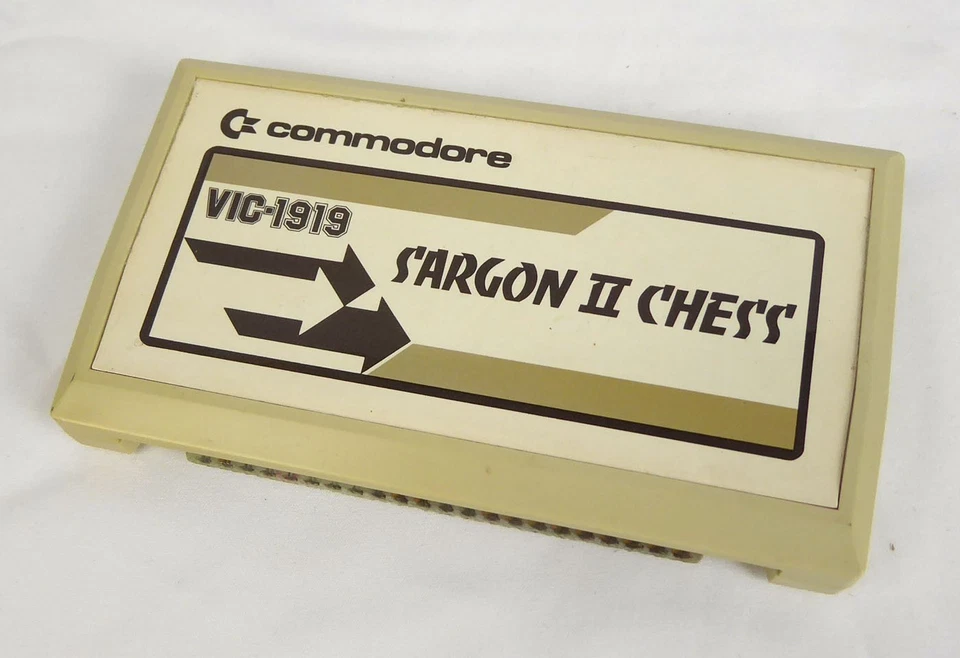 commodore
VIC-1919
SARGON II CHESS